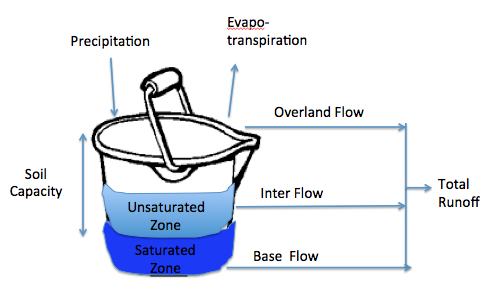 Precipitation
Evapo-
transpiration
Overland Flow
Soil
Capacity
Unsaturated
Zone
Inter Flow
Total
Runoff
Saturated
Zone
Base  Flow